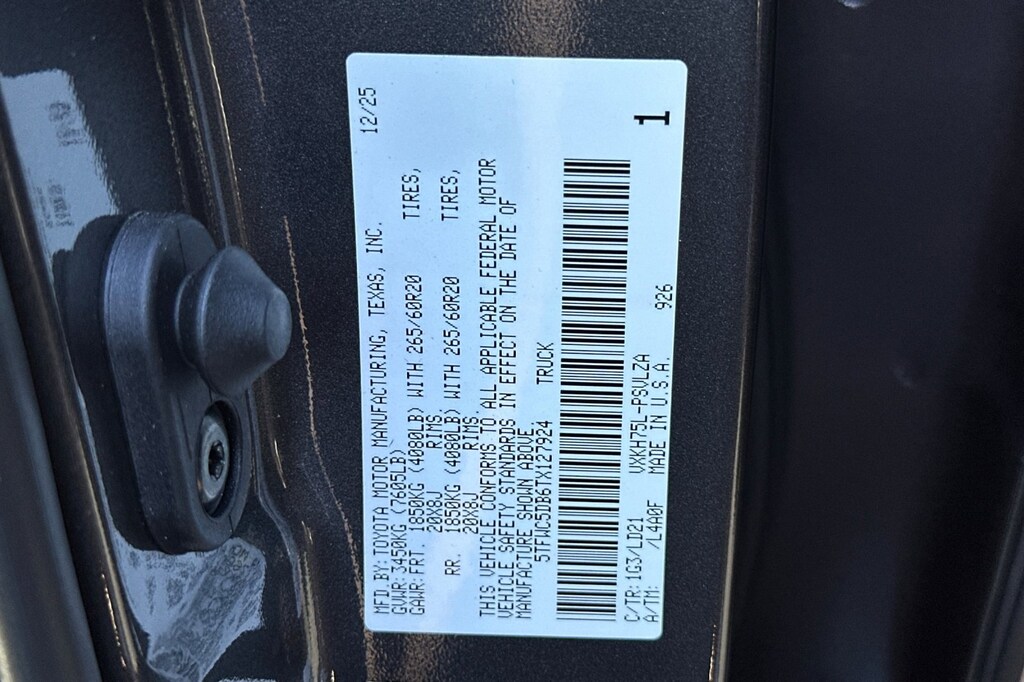 MFD.BY:TOYOTA MOTOR MANUFACTURING, TEXAS, INC. 12/25
GVWR:3450KG (7605LB)
GAWR:FRT. 1850KG (4080LB) WITH 265/60R20 TIRES,
20X8J RIMS.
RR. 1850KG (4080LB) WITH 265/60R20 TIRES,
20X8J RIMS.
THIS VEHICLE CONFORMS TO ALL APPLICABLE FEDERAL MOTOR
VEHICLE SAFETY STANDARDS IN EFFECT ON THE DATE OF
MANUFACTURE SHOWN ABOVE.
5TFWC5DB6TX127924 TRUCK
C/TR:1G3/LD21 VXKH75L-PSVLZA
A/TM: /L4A0F MADE IN U.S.A. 926
1